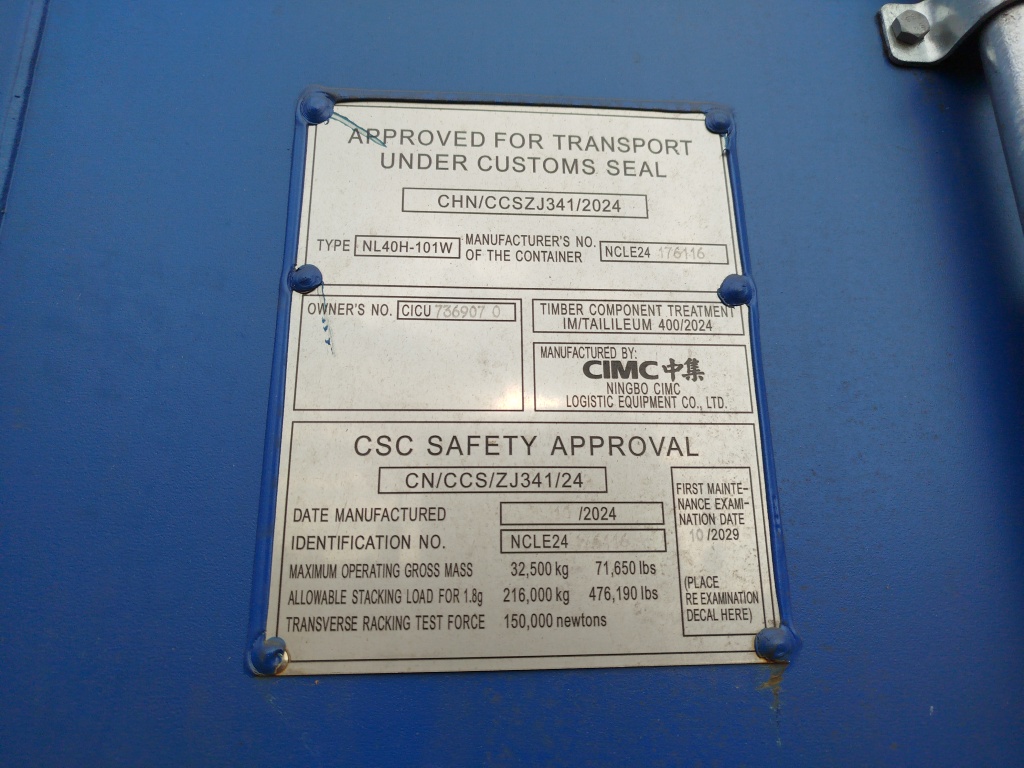 APPROVED FOR TRANSPORT
UNDER CUSTOMS SEAL
CHN/CCSZJ341/2024
TYPE NL40H-101W MANUFACTURER'S NO.
OF THE CONTAINER NCLE24 176116
OWNER'S NO. CICU 736907 0
TIMBER COMPONENT TREATMENT
IM/TAILILEUM 400/2024
MANUFACTURED BY:
CIMC 中集
NINGBO CIMC
LOGISTIC EQUIPMENT CO., LTD.
CSC SAFETY APPROVAL
CN/CCS/ZJ341/24
DATE MANUFACTURED /2024
IDENTIFICATION NO. NCLE24
MAXIMUM OPERATING GROSS MASS 32,500 kg 71,650 lbs
ALLOWABLE STACKING LOAD FOR 1.8g 216,000 kg 476,190 lbs
TRANSVERSE RACKING TEST FORCE 150,000 newtons
FIRST MAINTE-
NANCE EXAMI-
NATION DATE
10 /2029
(PLACE
RE EXAMINATION
DECAL HERE)